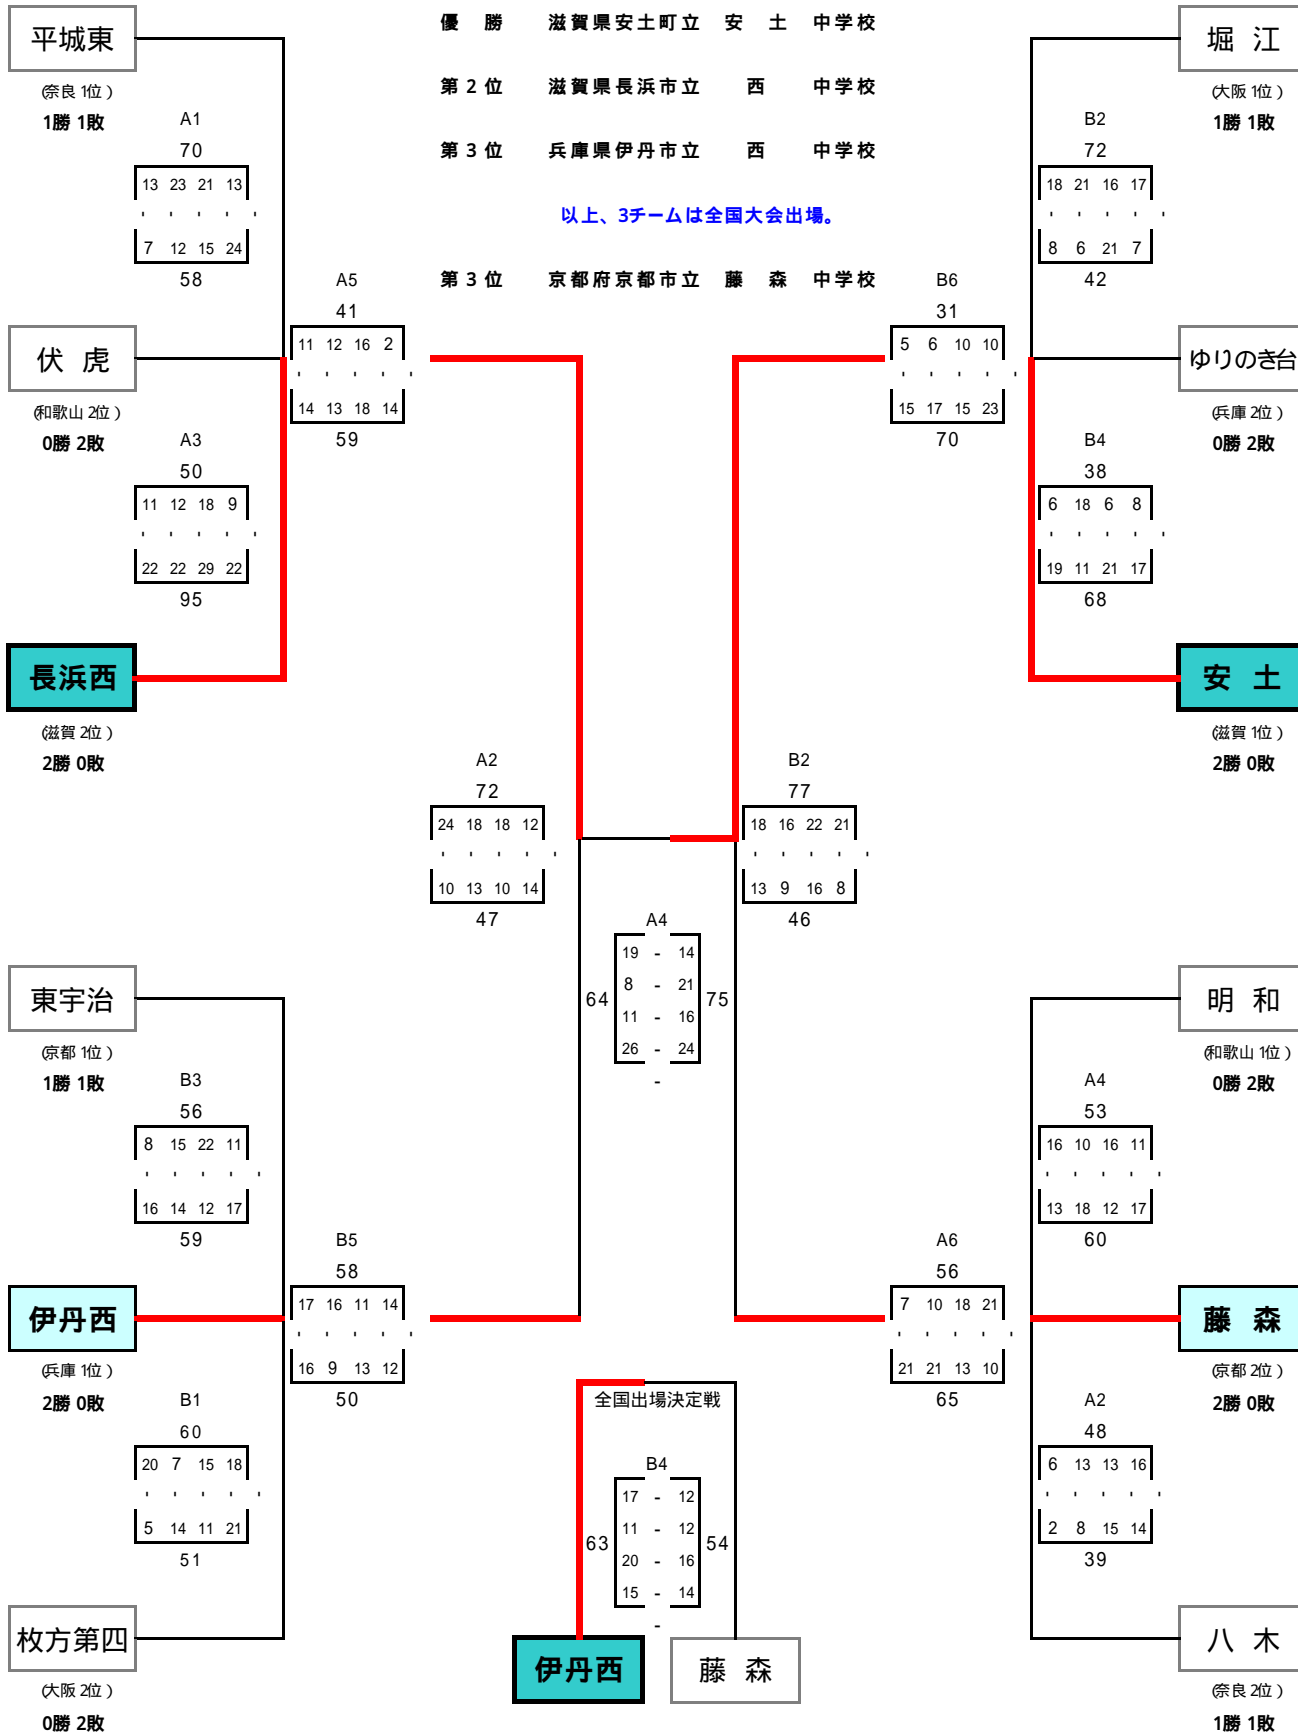 優 勝 滋賀県安土町立 安 土 中学校
第２位 滋賀県長浜市立 西 中学校
第３位 兵庫県伊丹市立 西 中学校
以上、3チームは全国大会出場。
第３位 京都府京都市立 藤 森 中学校
平城東
(奈良1位)
1勝 1敗
A1
70
13 23 21 13
- - - - -
7 12 15 24
58
伏 虎
(和歌山2位)
0勝 2敗
A3
50
11 12 18 9
- - - - -
22 22 29 22
95
長浜西
(滋賀2位)
2勝 0敗
A5
41
11 12 16 2
- - - - -
14 13 18 14
59
東宇治
(京都1位)
1勝 1敗
B3
56
8 15 22 11
- - - - -
16 14 12 17
59
伊丹西
(兵庫1位)
2勝 0敗
B1
60
20 7 15 18
- - - - -
5 14 11 21
51
枚方第四
(大阪2位)
0勝 2敗
B5
58
17 16 11 14
- - - - -
16 9 13 12
50
A2
72
24 18 18 12
- - - - -
10 13 10 14
47
A4
19 - 14
8 - 21
64 75
11 - 16
26 - 24
-
B2
77
18 16 22 21
- - - - -
13 9 16 8
46
全国出場決定戦
B4
17 - 12
11 - 12
63 54
20 - 16
15 - 14
-
伊丹西 藤 森
B6
31
5 6 10 10
- - - - -
15 17 15 23
70
A6
56
7 10 18 21
- - - - -
21 21 13 10
65
堀 江
(大阪1位)
1勝 1敗
B2
72
18 21 16 17
- - - - -
8 6 21 7
42
ゆりのき台
(兵庫2位)
0勝 2敗
B4
38
6 18 6 8
- - - - -
19 11 21 17
68
安 土
(滋賀1位)
2勝 0敗
明 和
(和歌山1位)
0勝 2敗
A4
53
16 10 16 11
- - - - -
13 18 12 17
60
藤 森
(京都2位)
2勝 0敗
A2
48
6 13 13 16
- - - - -
2 8 15 14
39
八 木
(奈良2位)
1勝 1敗